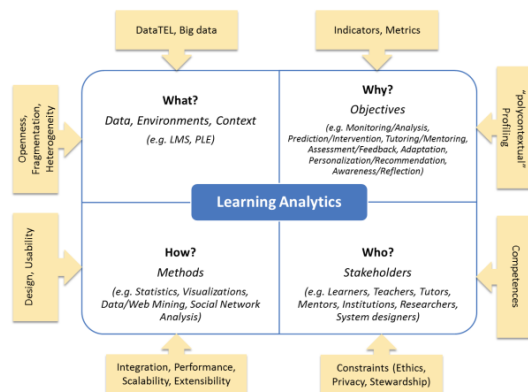 DataTEL, Big data
Indicators, Metrics
Openness,
Fragmentation,
Heterogeneity
What?
Data, Environments, Context
(e.g. LMS, PLE)
Why?
Objectives
(e.g. Monitoring/Analysis,
Prediction/Intervention, Tutoring/Mentoring,
Assessment/Feedback, Adaptation,
Personalization/Recommendation,
Awareness/Reflection)
"polycontextual"
Profiling
Learning Analytics
Design, Usability
How?
Methods
(e.g. Statistics, Visualizations,
Data/Web Mining, Social Network
Analysis)
Who?
Stakeholders
(e.g. Learners, Teachers, Tutors,
Mentors, Institutions, Researchers,
System designers)
Competences
Integration, Performance,
Scalability, Extensibility
Constraints (Ethics,
Privacy, Stewardship)